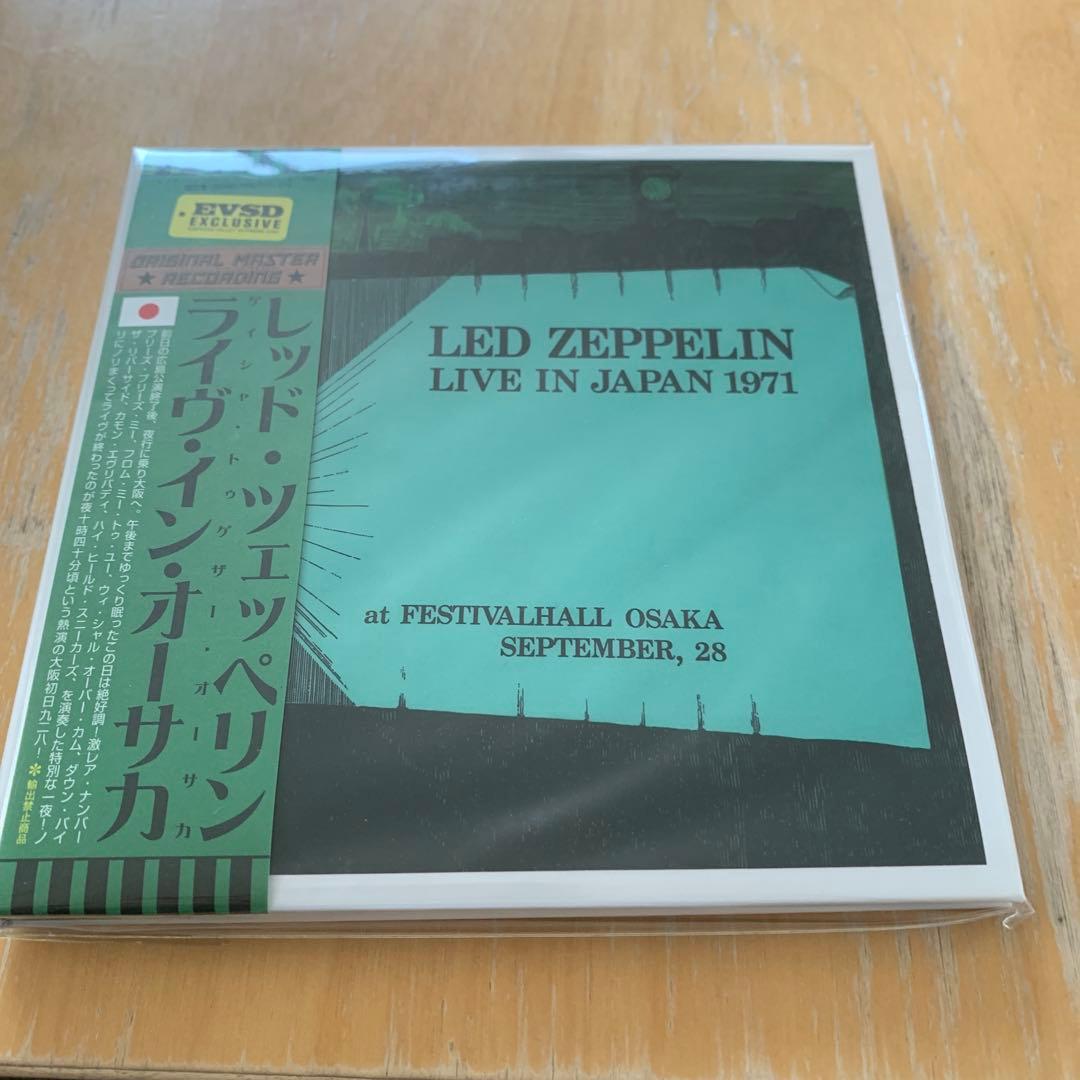 EVSD
EXCLUSIVE
ORIGINAL MASTER
★ RECORDING ★
レッド・ツェッペリン
ライヴ・イン・オーサカ
ゲイシャ・トゥゲザー・オーサカ
前日の広島公演終了後、夜行に乗り大阪へ。午後までゆっくり眠ったこの日は絶好調！激レア・ナンバー
プリーズ・プリーズ・ミー、フロム・ミー・トゥ・ユー、ウィ・シャル・オーバー・カム、ダウン・バイ
ザ・リバーサイド、カモン・エヴリバディ、ハイ・ヒールド・スニーカーズ、を演奏した特別な一夜！ノ
リにノリまくってライヴが終わったのが夜十時四十分頃という熱演の大阪初日九二八！
✽輸出禁止商品
LED ZEPPELIN
LIVE IN JAPAN 1971
at FESTIVALHALL OSAKA
SEPTEMBER, 28